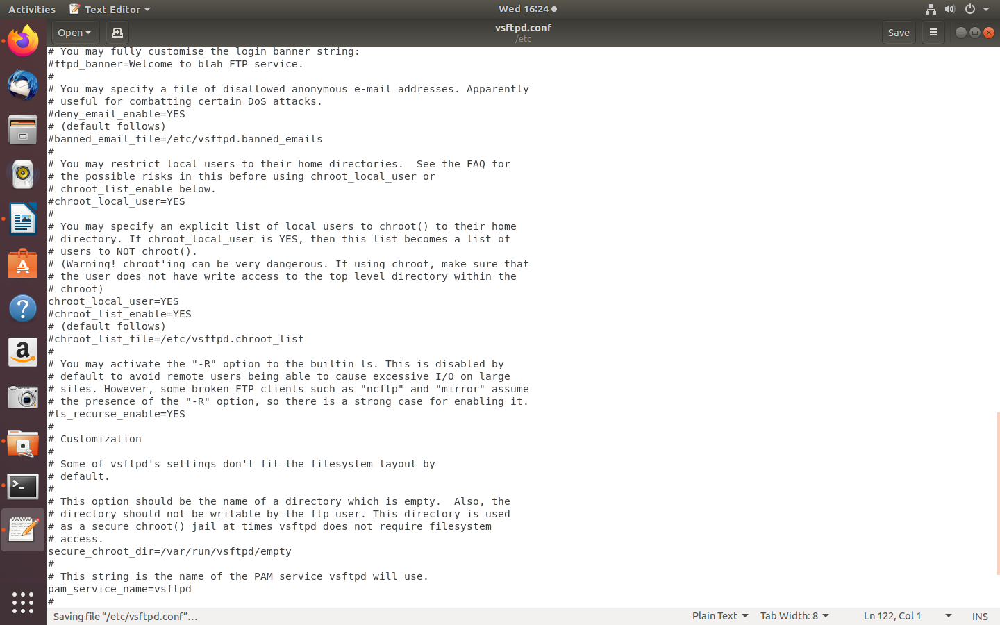 Activities
Text Editor
Wed 16:24
Open
vsftpd.conf
/etc
Save
# You may fully customise the login banner string:
#ftpd_banner=Welcome to blah FTP service.
#
# You may specify a file of disallowed anonymous e-mail addresses. Apparently
# useful for combatting certain DoS attacks.
#deny_email_enable=YES
# (default follows)
#banned_email_file=/etc/vsftpd.banned_emails
#
# You may restrict local users to their home directories.  See the FAQ for
# the possible risks in this before using chroot_local_user or
# chroot_list_enable below.
#chroot_local_user=YES
#
# You may specify an explicit list of local users to chroot() to their home
# directory. If chroot_local_user is YES, then this list becomes a list of
# users to NOT chroot().
# (Warning! chroot'ing can be very dangerous. If using chroot, make sure that
# the user does not have write access to the top level directory within the
# chroot)
chroot_local_user=YES
#chroot_list_enable=YES
# (default follows)
#chroot_list_file=/etc/vsftpd.chroot_list
#
# You may activate the "-R" option to the builtin ls. This is disabled by
# default to avoid remote users being able to cause excessive I/O on large
# sites. However, some broken FTP clients such as "ncftp" and "mirror" assume
# the presence of the "-R" option, so there is a strong case for enabling it.
#ls_recurse_enable=YES
#
# Customization
#
# Some of vsftpd's settings don't fit the filesystem layout by
# default.
#
# This option should be the name of a directory which is empty.  Also, the
# directory should not be writable by the ftp user. This directory is used
# as a secure chroot() jail at times vsftpd does not require filesystem
# access.
secure_chroot_dir=/var/run/vsftpd/empty
#
# This string is the name of the PAM service vsftpd will use.
pam_service_name=vsftpd
#
Saving file “/etc/vsftpd.conf”…
Plain Text
Tab Width: 8
Ln 122, Col 1
INS